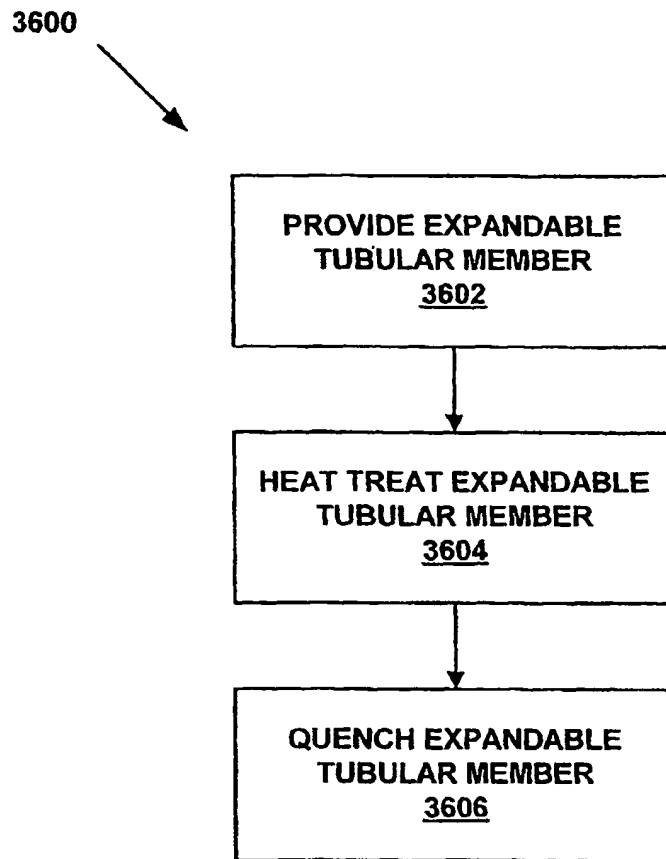 3600
PROVIDE EXPANDABLE
TUBULAR MEMBER
3602
HEAT TREAT EXPANDABLE
TUBULAR MEMBER
3604
QUENCH EXPANDABLE
TUBULAR MEMBER
3606